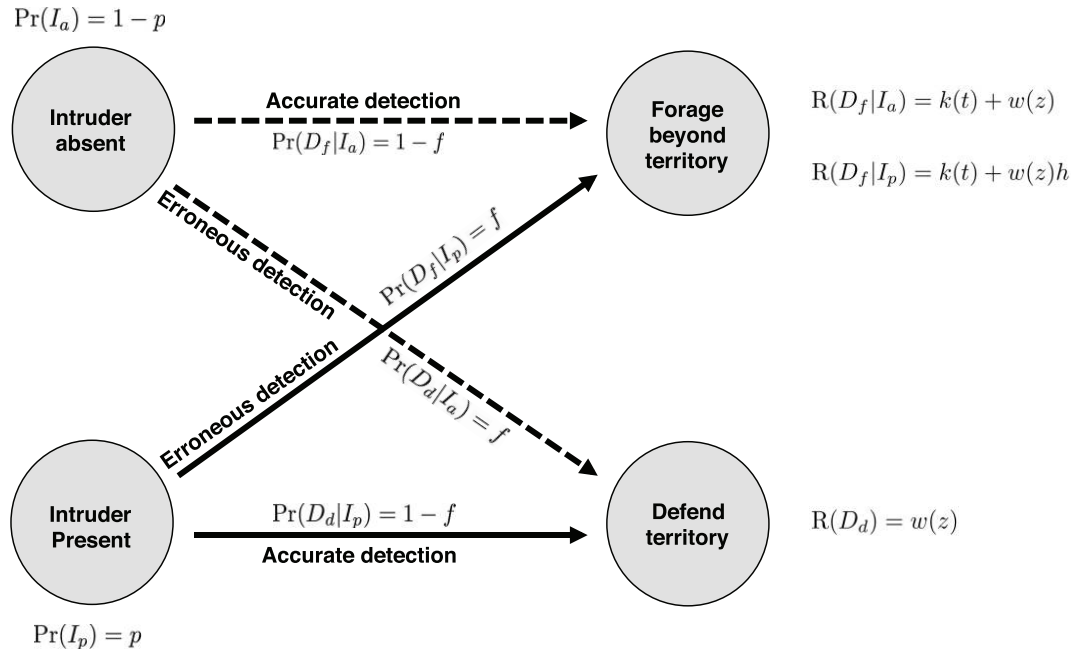 Pr(I_a) = 1 − p
Intruder
absent
Accurate detection
Pr(D_f|I_a) = 1 − f
Forage
beyond
territory
R(D_f|I_a) = k(t) + w(z)
R(D_f|I_p) = k(t) + w(z)h
Erroneous detection
Pr(D_f|I_p) = f
Erroneous detection
Pr(D_d|I_a) = f
Intruder
Present
Pr(D_d|I_p) = 1 − f
Accurate detection
Defend
territory
R(D_d) = w(z)
Pr(I_p) = p